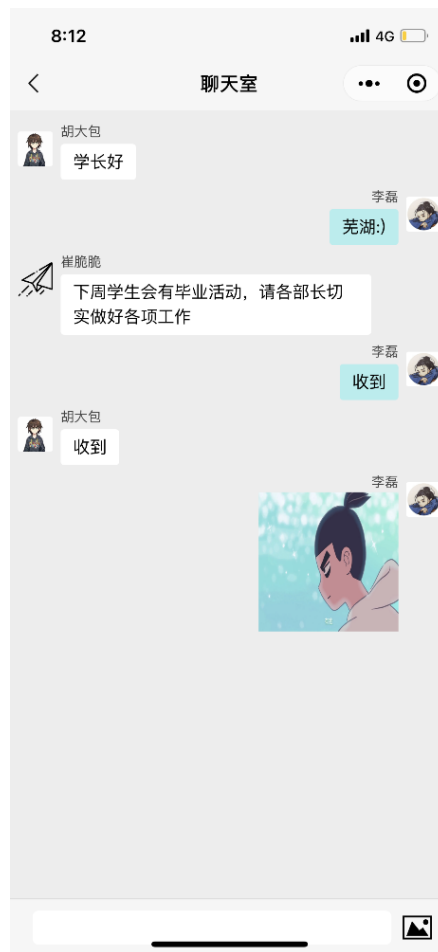 8:12
4G
聊天室
胡大包
学长好
李磊
芜湖:)
崔脆脆
下周学生会有毕业活动，请各部长切
实做好各项工作
李磊
收到
胡大包
收到
李磊